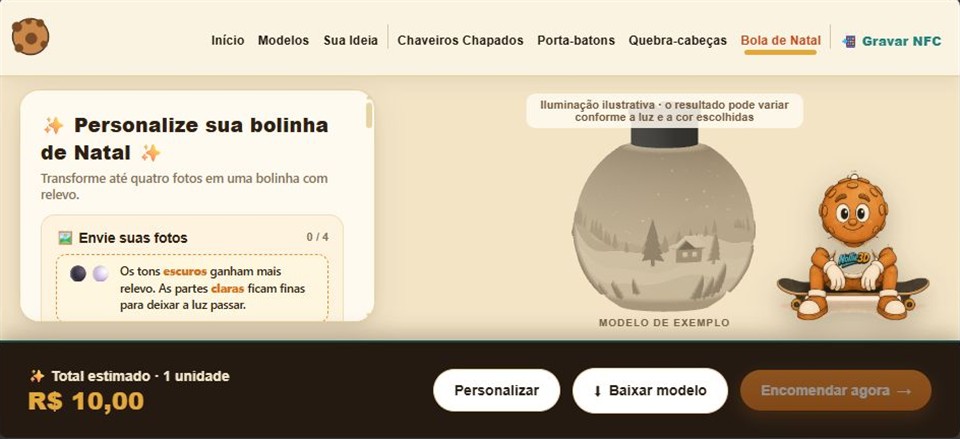 Início Modelos Sua Ideia Chaveiros Chapados Porta-batons Quebra-cabeças Bola de Natal Gravar NFC
✨ Personalize sua bolinha
de Natal ✨
Transforme até quatro fotos em uma bolinha com
relevo.
Envie suas fotos 0 / 4
Os tons escuros ganham mais
relevo. As partes claras ficam finas
para deixar a luz passar.
Iluminação ilustrativa · o resultado pode variar
conforme a luz e a cor escolhidas
MODELO DE EXEMPLO
✨ Total estimado · 1 unidade
R$ 10,00
Personalizar
⬇ Baixar modelo
Encomendar agora →